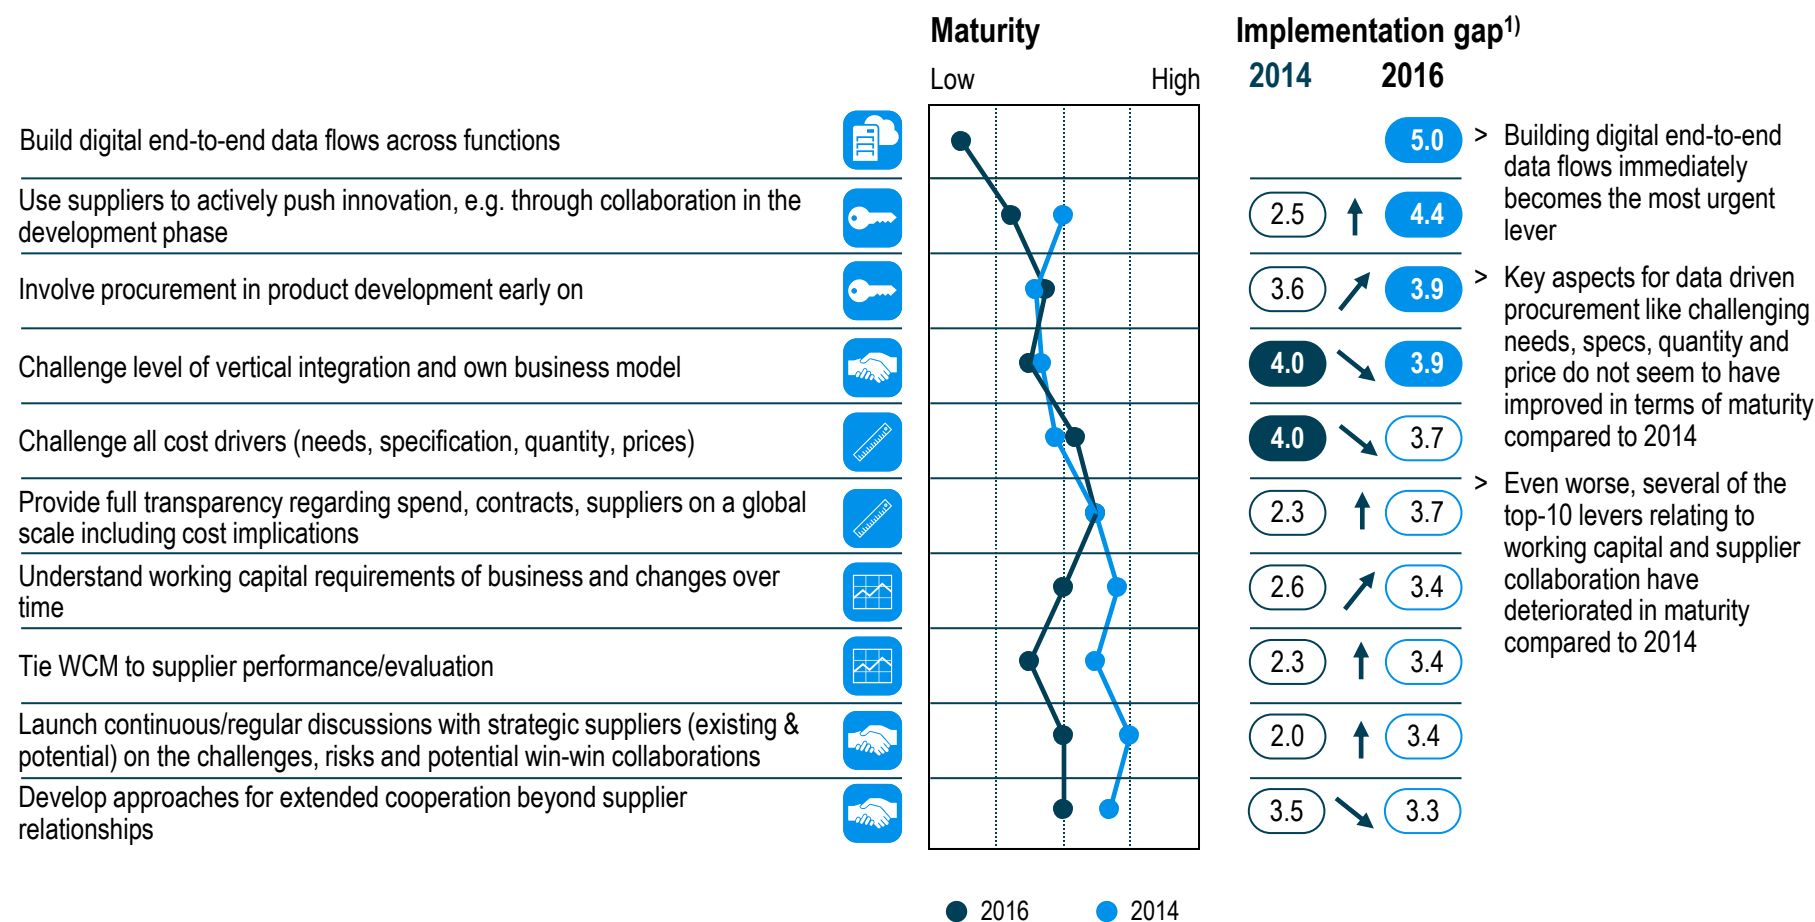 Maturity
Implementation gap1)
Low
High
2014
2016
Build digital end-to-end data flows across functions
5.0
Use suppliers to actively push innovation, e.g. through collaboration in the
development phase
2.5
4.4
Involve procurement in product development early on
3.6
3.9
Challenge level of vertical integration and own business model
4.0
3.9
Challenge all cost drivers (needs, specification, quantity, prices)
4.0
3.7
Provide full transparency regarding spend, contracts, suppliers on a global
scale including cost implications
2.3
3.7
Understand working capital requirements of business and changes over
time
2.6
3.4
Tie WCM to supplier performance/evaluation
2.3
3.4
Launch continuous/regular discussions with strategic suppliers (existing &
potential) on the challenges, risks and potential win-win collaborations
2.0
3.4
Develop approaches for extended cooperation beyond supplier
relationships
3.5
3.3
> Building digital end-to-end
data flows immediately
becomes the most urgent
lever
> Key aspects for data driven
procurement like challenging
needs, specs, quantity and
price do not seem to have
improved in terms of maturity
compared to 2014
> Even worse, several of the
top-10 levers relating to
working capital and supplier
collaboration have
deteriorated in maturity
compared to 2014
2016
2014